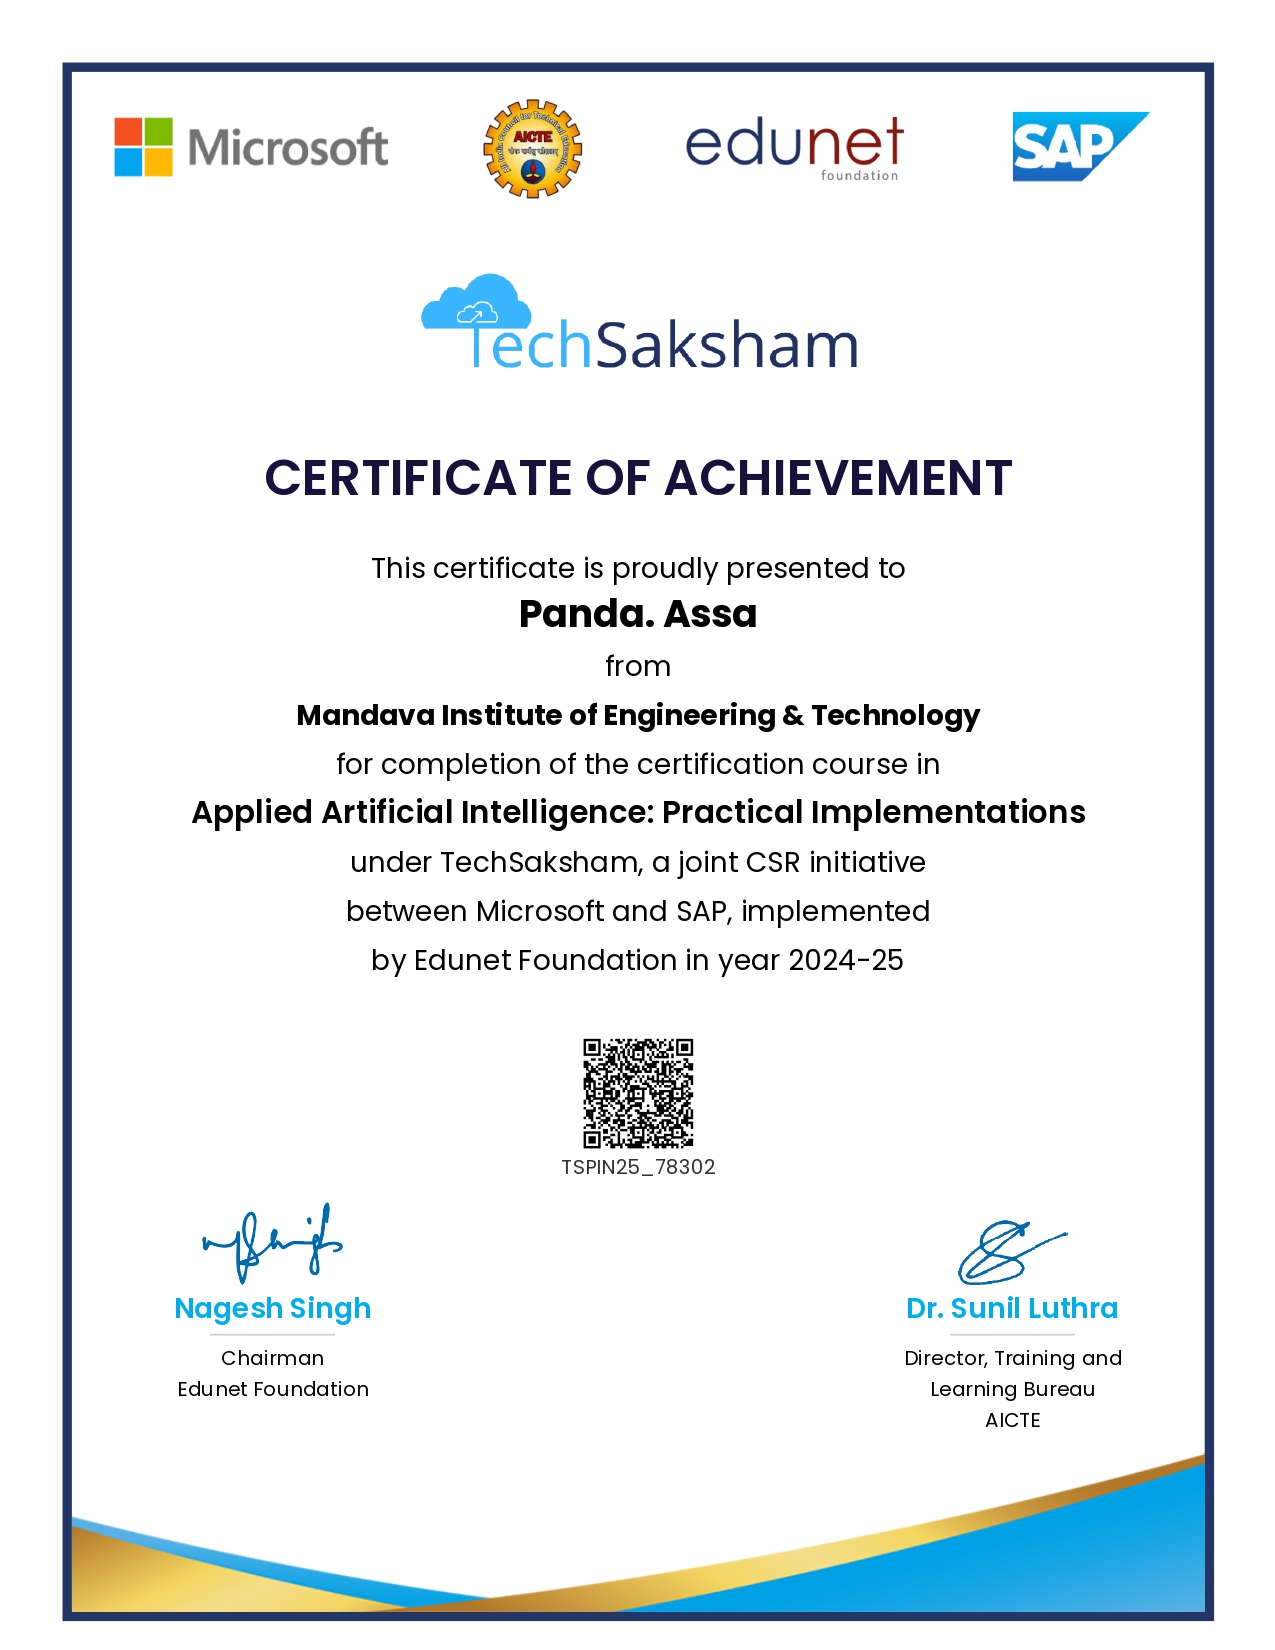 Microsoft
All India Council for Technical Education
AICTE
edunet
foundation
SAP
TechSaksham
CERTIFICATE OF ACHIEVEMENT
This certificate is proudly presented to
Panda. Assa
from
Mandava Institute of Engineering & Technology
for completion of the certification course in
Applied Artificial Intelligence: Practical Implementations
under TechSaksham, a joint CSR initiative
between Microsoft and SAP, implemented
by Edunet Foundation in year 2024-25
TSPIN25_78302
Nagesh Singh
Chairman
Edunet Foundation
Dr. Sunil Luthra
Director, Training and
Learning Bureau
AICTE